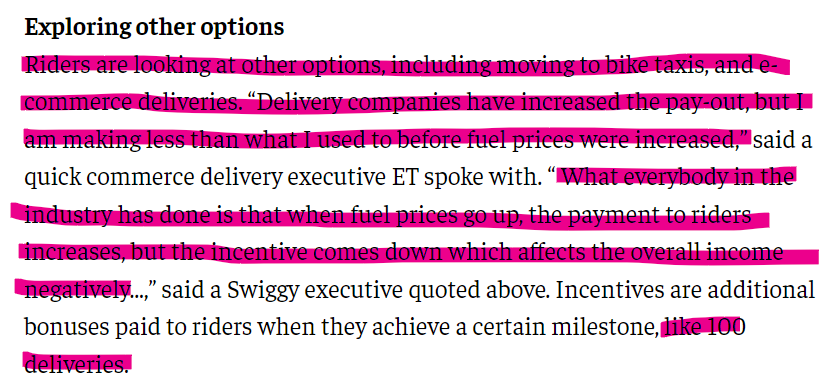 Exploring other options
Riders are looking at other options, including moving to bike taxis, and e-
commerce deliveries. “Delivery companies have increased the pay-out, but I
am making less than what I used to before fuel prices were increased,” said a
quick commerce delivery executive ET spoke with. “What everybody in the
industry has done is that when fuel prices go up, the payment to riders
increases, but the incentive comes down which affects the overall income
negatively...,” said a Swiggy executive quoted above. Incentives are additional
bonuses paid to riders when they achieve a certain milestone, like 100
deliveries.